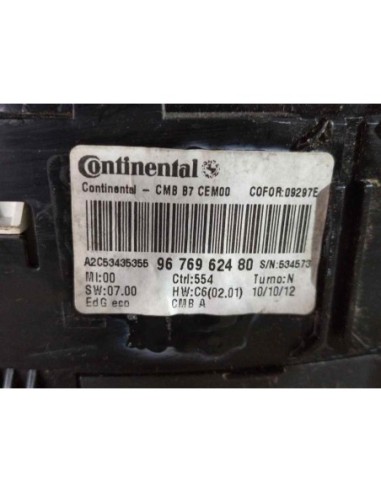 Continental
Continental - CMB B7 CEM00 COFOR:09297E
A2C53435355 96 769 624 80 S/N:534573
MI:00 Ctrl:554 Turno:N
SW:07.00 HW:C6(02.01) 10/10/12
EdG eco CMB A